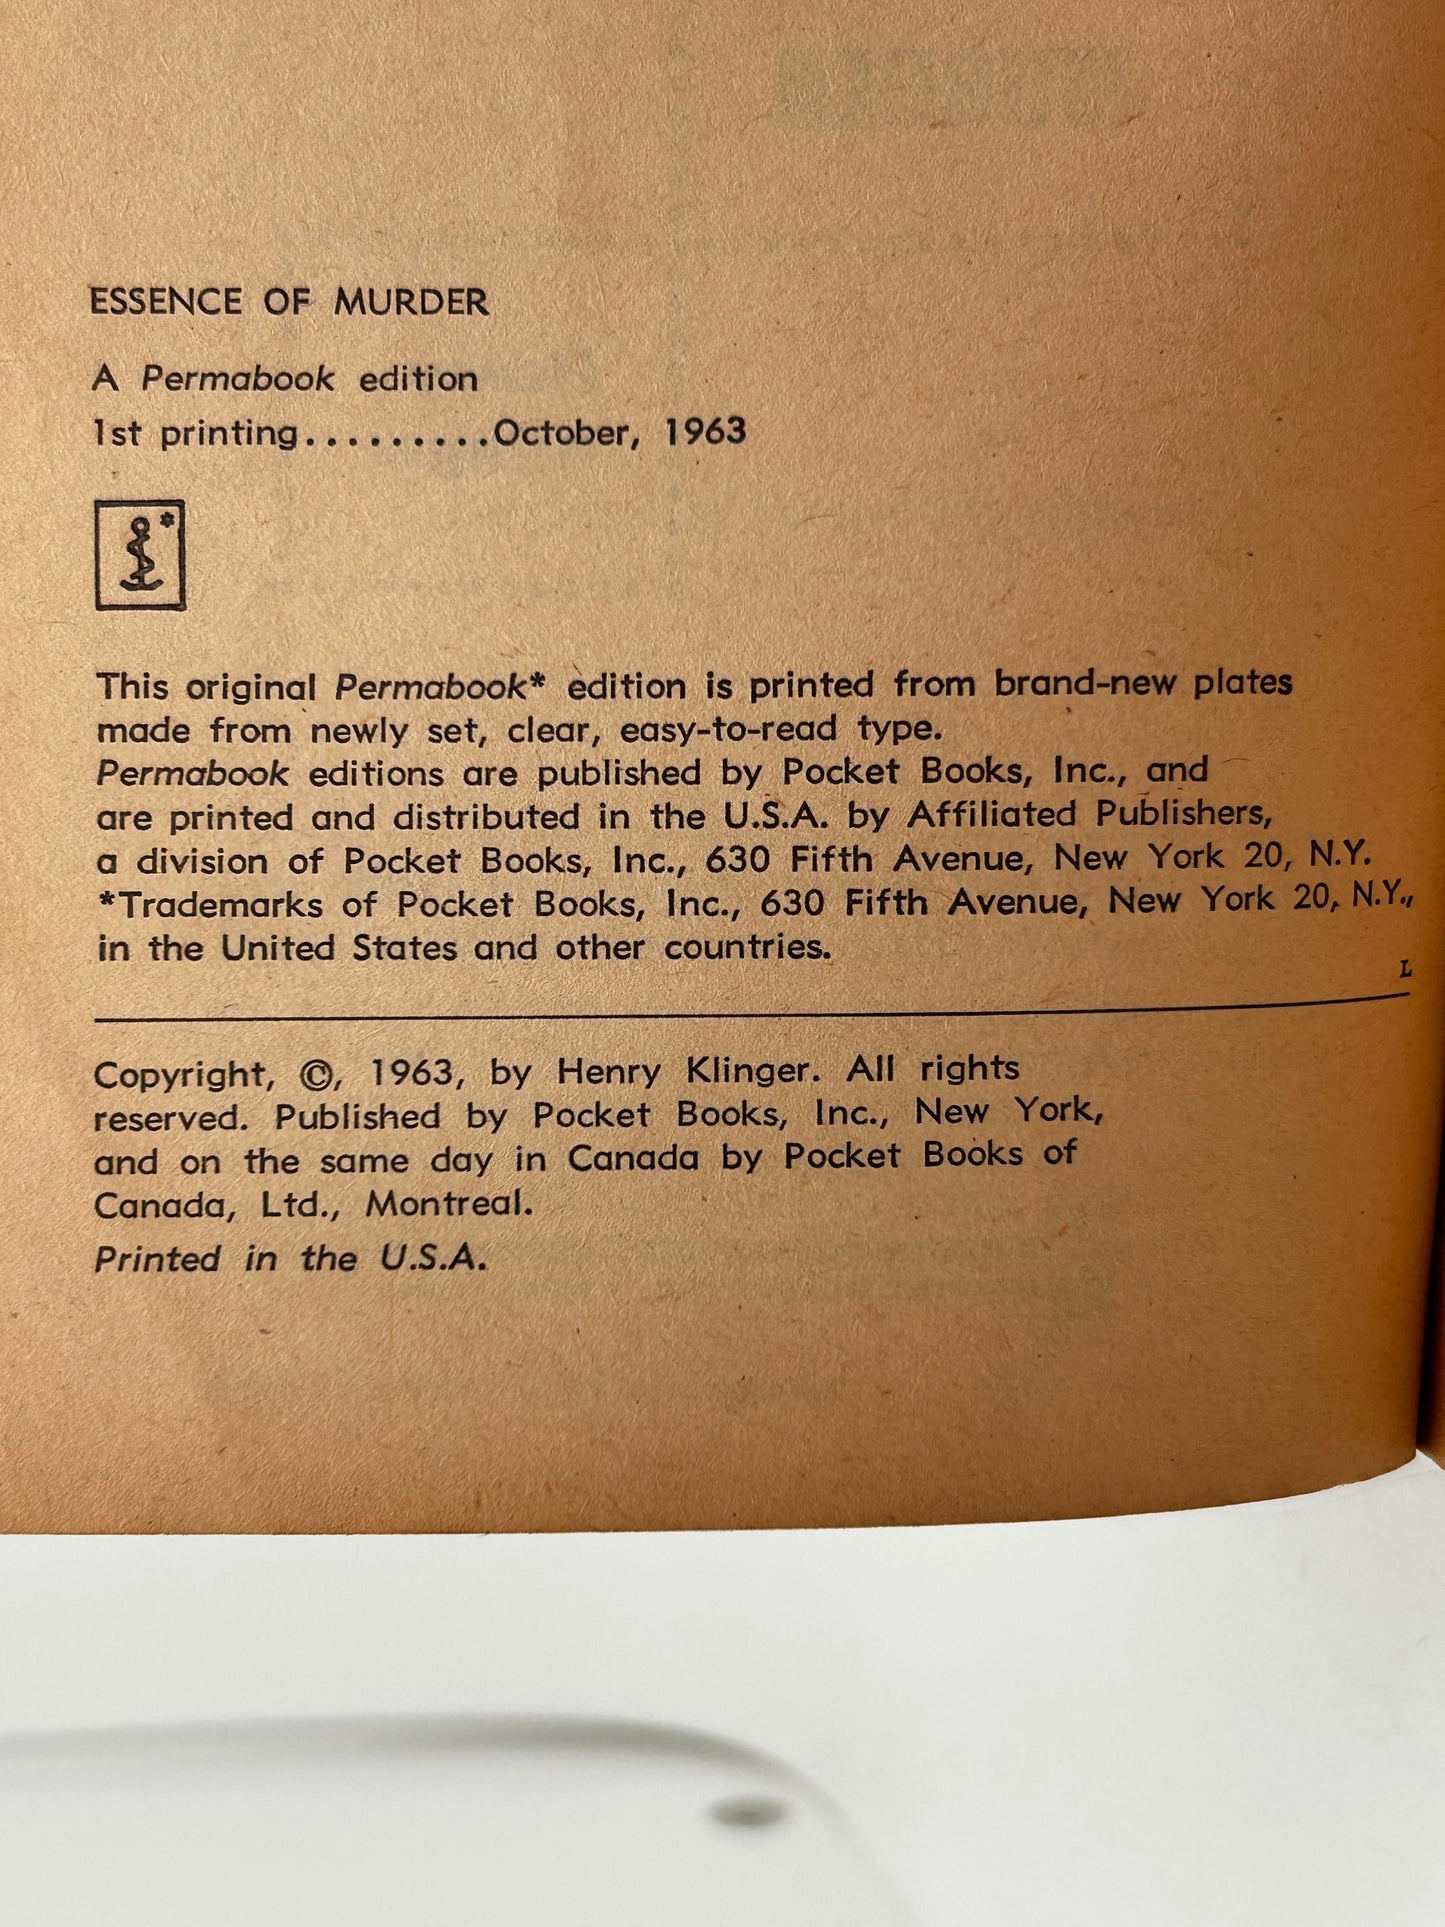 ESSENCE OF MURDER
A Permabook edition
1st printing.........October, 1963
*
This original Permabook* edition is printed from brand-new plates
made from newly set, clear, easy-to-read type.
Permabook editions are published by Pocket Books, Inc., and
are printed and distributed in the U.S.A. by Affiliated Publishers,
a division of Pocket Books, Inc., 630 Fifth Avenue, New York 20, N.Y.
*Trademarks of Pocket Books, Inc., 630 Fifth Avenue, New York 20, N.Y.,
in the United States and other countries.
L
Copyright, ©, 1963, by Henry Klinger. All rights
reserved. Published by Pocket Books, Inc., New York,
and on the same day in Canada by Pocket Books of
Canada, Ltd., Montreal.
Printed in the U.S.A.